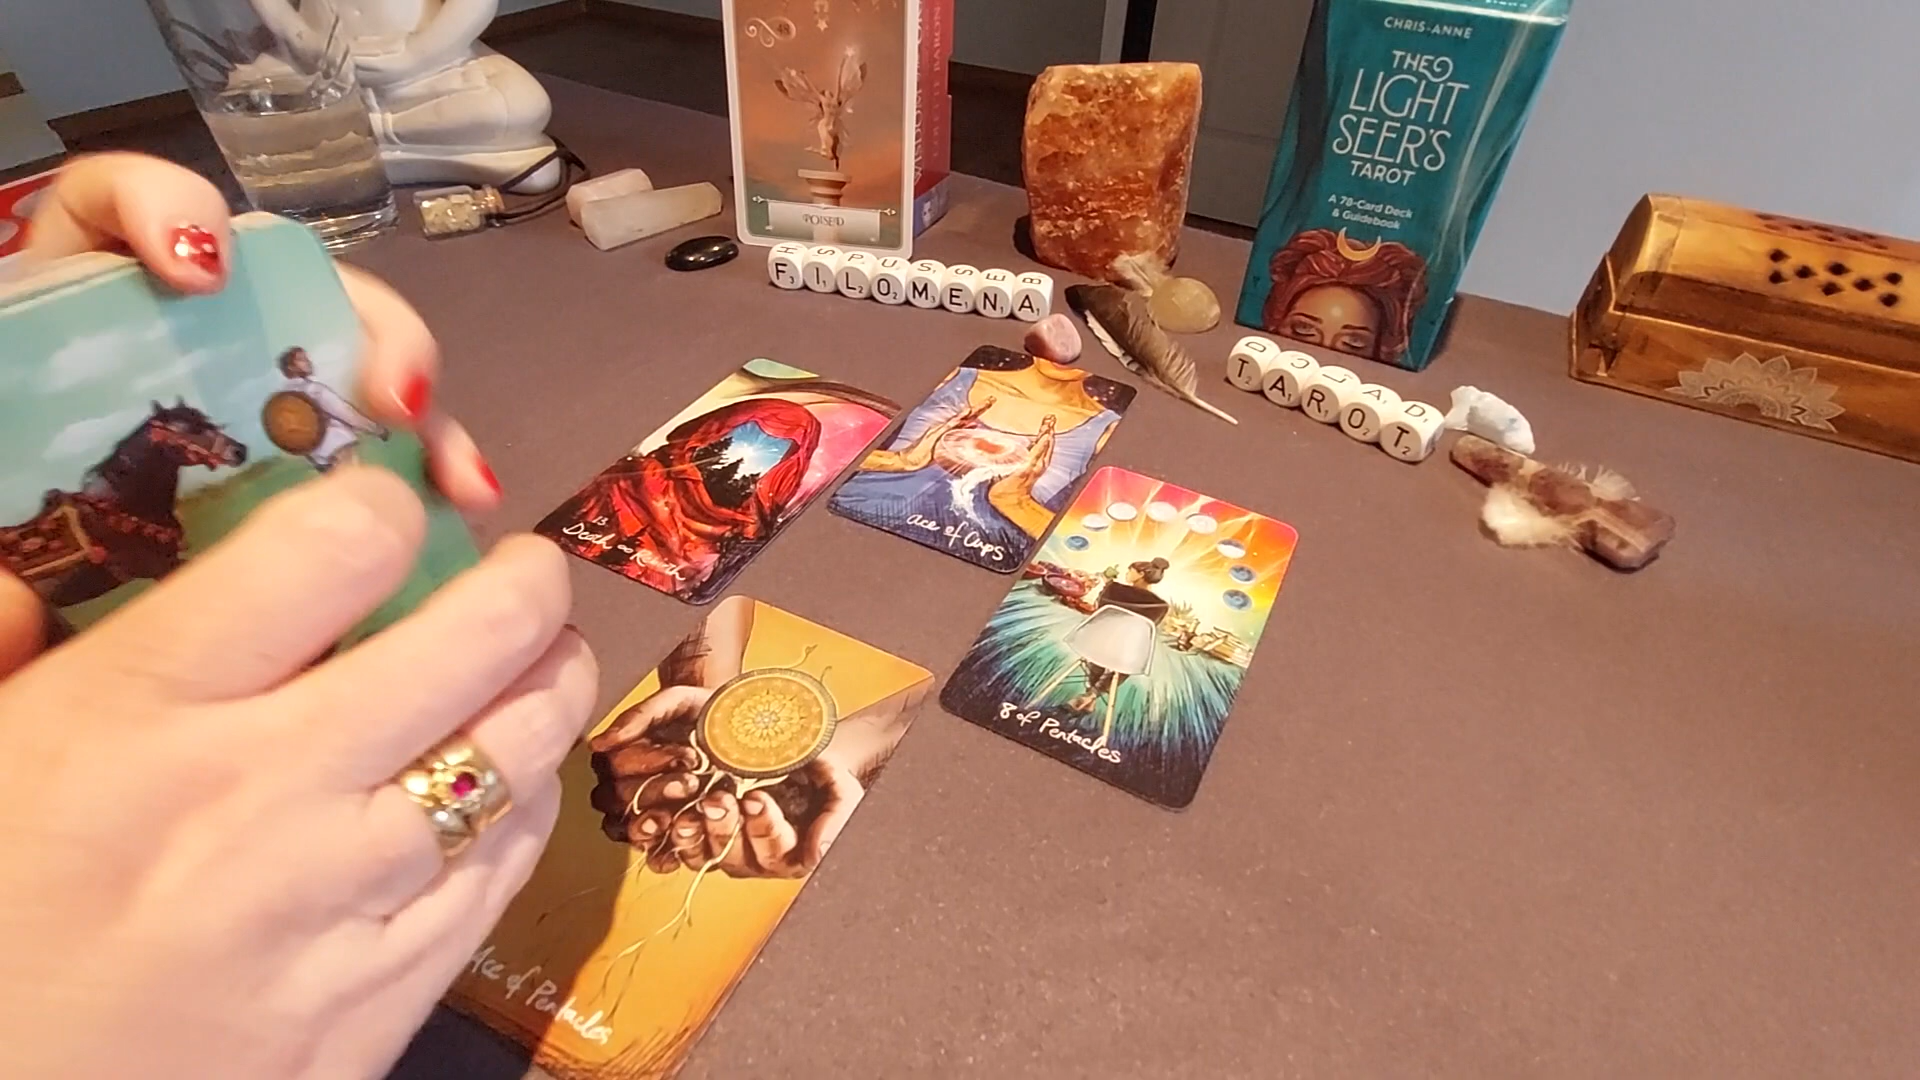 48
POISED
CHRIS-ANNE
THE
LIGHT
SEER'S
TAROT
A 78-Card Deck
& Guidebook
H S P U S S E B
FILOMENA
D C L A D
TAROT
13
Death ∞ Rebirth
ace of Cups
8 of Pentacles
Ace of Pentacles